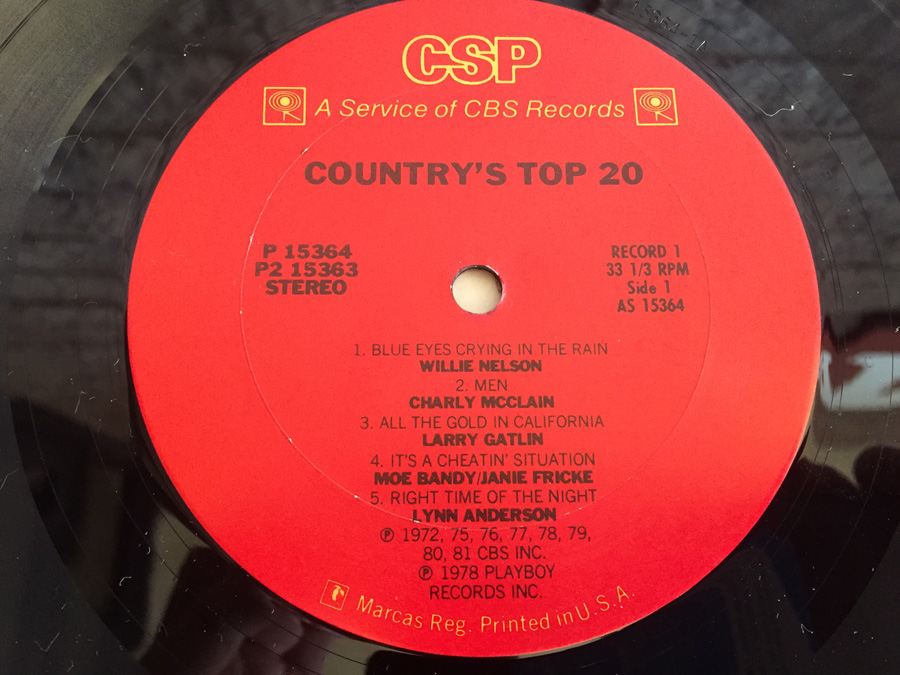 CSP
A Service of CBS Records
COUNTRY'S TOP 20
P 15364
P2 15363
STEREO
RECORD 1
33 1/3 RPM
Side 1
AS 15364
1. BLUE EYES CRYING IN THE RAIN
WILLIE NELSON
2. MEN
CHARLY MCCLAIN
3. ALL THE GOLD IN CALIFORNIA
LARRY GATLIN
4. IT'S A CHEATIN' SITUATION
MOE BANDY/JANIE FRICKE
5. RIGHT TIME OF THE NIGHT
LYNN ANDERSON
℗ 1972, 75, 76, 77, 78, 79,
80, 81 CBS INC.
℗ 1978 PLAYBOY
RECORDS INC.
Marcas Reg. Printed in U.S.A.